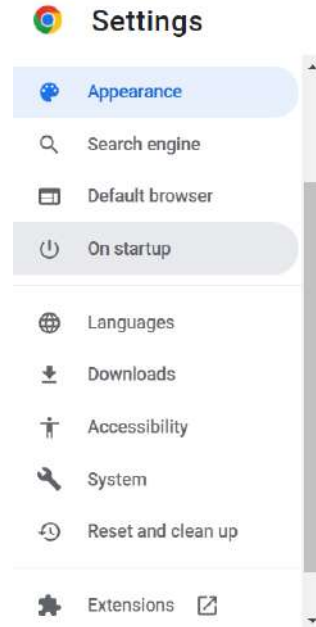 Settings
Appearance
Search engine
Default browser
On startup
Languages
Downloads
Accessibility
System
Reset and clean up
Extensions